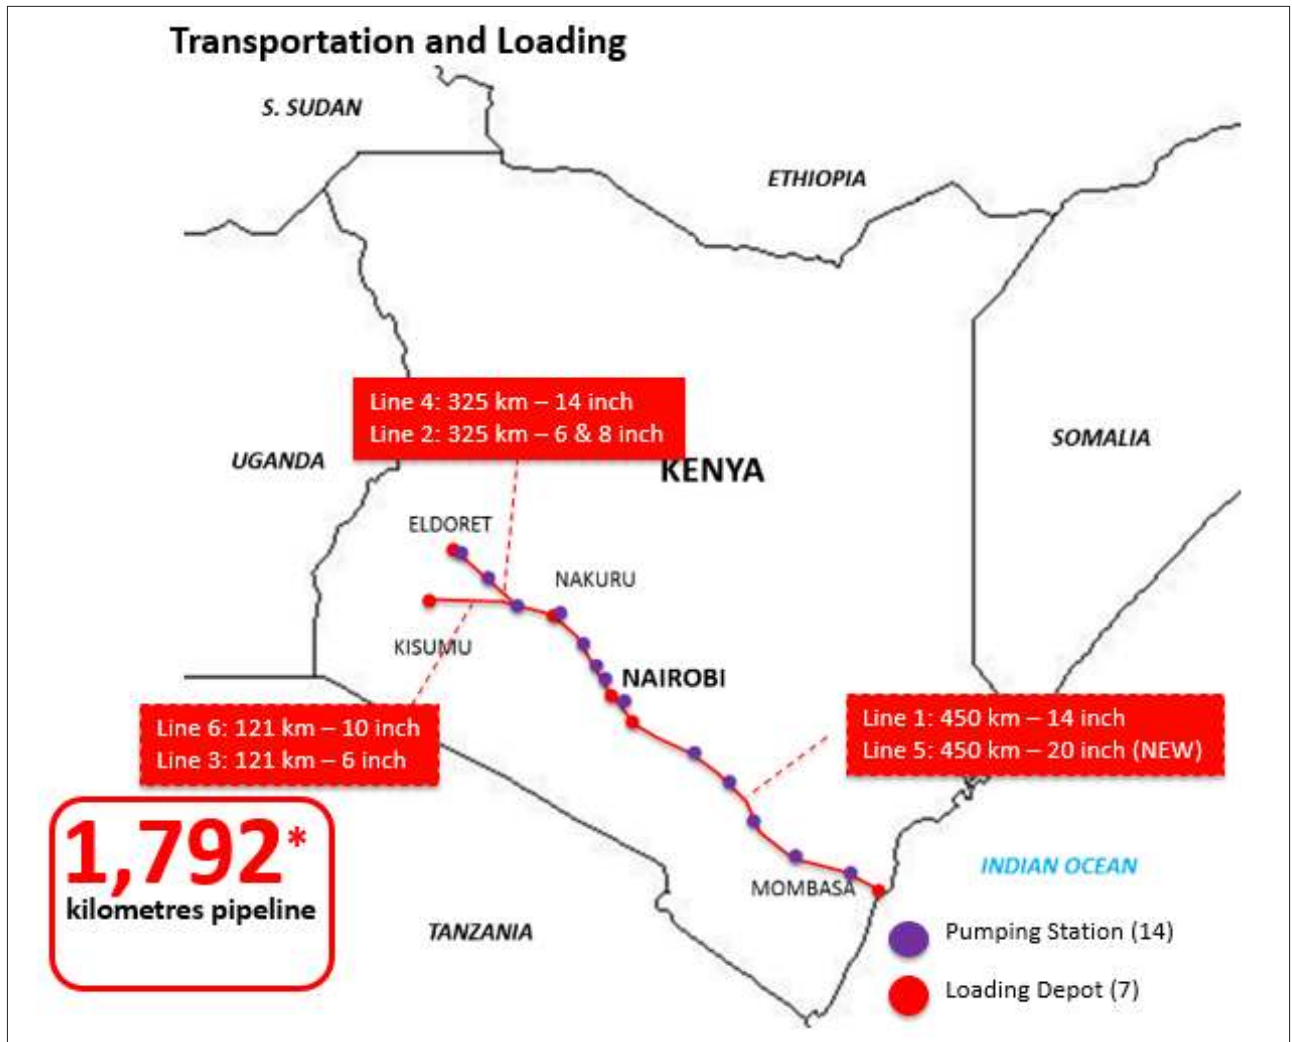 Transportation and Loading
S. SUDAN
ETHIOPIA
Line 4: 325 km – 14 inch
Line 2: 325 km – 6 & 8 inch
SOMALIA
UGANDA
KENYA
ELDORET
NAKURU
KISUMU
NAIROBI
Line 6: 121 km – 10 inch
Line 3: 121 km – 6 inch
Line 1: 450 km – 14 inch
Line 5: 450 km – 20 inch (NEW)
1,792*
kilometres pipeline
INDIAN OCEAN
MOMBASA
TANZANIA
Pumping Station (14)
Loading Depot (7)